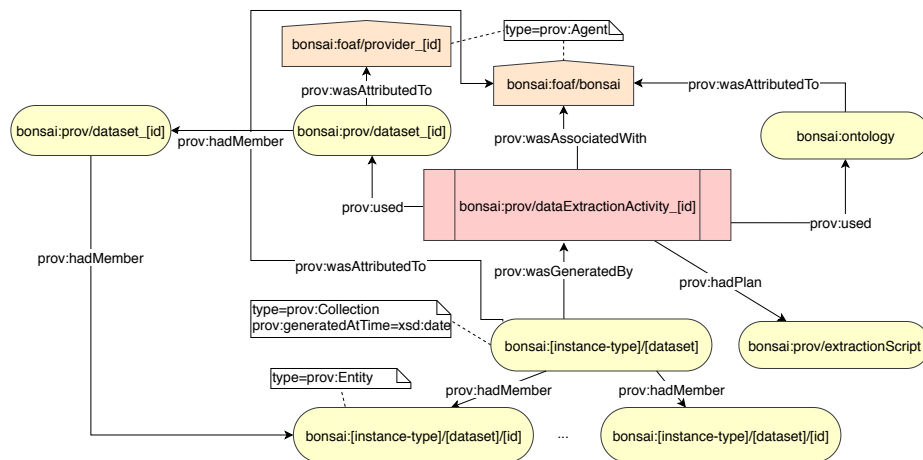 type=prov:Agent
bonsai:foaf/provider_[id]
bonsai:foaf/bonsai
prov:wasAttributedTo
prov:wasAttributedTo
bonsai:prov/dataset_[id]
bonsai:prov/dataset_[id]
prov:hadMember
prov:wasAssociatedWith
bonsai:ontology
prov:used
bonsai:prov/dataExtractionActivity_[id]
prov:used
prov:hadMember
prov:wasAttributedTo
prov:wasGeneratedBy
prov:hadPlan
type=prov:Collection
prov:generatedAtTime=xsd:date
bonsai:[instance-type]/[dataset]
bonsai:prov/extractionScript
type=prov:Entity
prov:hadMember
prov:hadMember
bonsai:[instance-type]/[dataset]/[id]
...
bonsai:[instance-type]/[dataset]/[id]